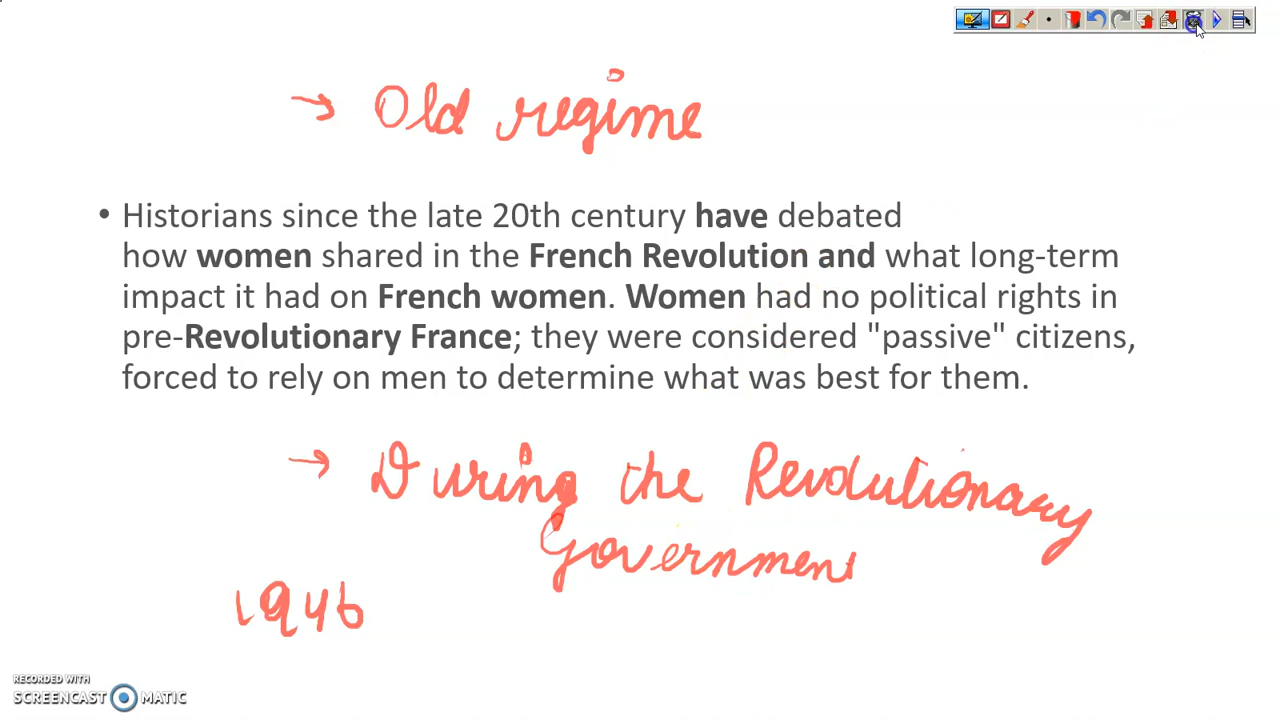 → Old regime
• Historians since the late 20th century have debated
how women shared in the French Revolution and what long-term
impact it had on French women. Women had no political rights in
pre-Revolutionary France; they were considered "passive" citizens,
forced to rely on men to determine what was best for them.
→ During the Revolutionary
Government
1946
RECORDED WITH
SCREENCAST MATIC